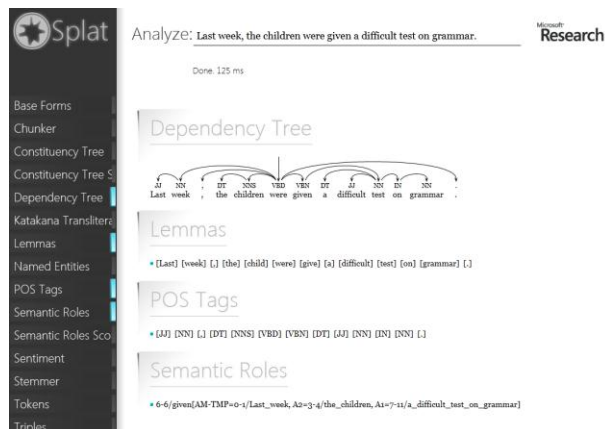 Splat
Analyze: Last week, the children were given a difficult test on grammar.
Microsoft
Research
Done. 125 ms
Base Forms
Chunker
Constituency Tree
Constituency Tree S
Dependency Tree
Katakana Translitera
Lemmas
Named Entities
POS Tags
Semantic Roles
Semantic Roles Sco
Sentiment
Stemmer
Tokens
Triples
Dependency Tree
JJ NN , DT NNS VBD VBN DT JJ NN IN NN .
Last week , the children were given a difficult test on grammar .
Lemmas
• [Last] [week] [,] [the] [child] [were] [give] [a] [difficult] [test] [on] [grammar] [.]
POS Tags
• [JJ] [NN] [,] [DT] [NNS] [VBD] [VBN] [DT] [JJ] [NN] [IN] [NN] [.]
Semantic Roles
• 6-6/given[AM-TMP=0-1/Last_week, A2=3-4/the_children, A1=7-11/a_difficult_test_on_grammar]